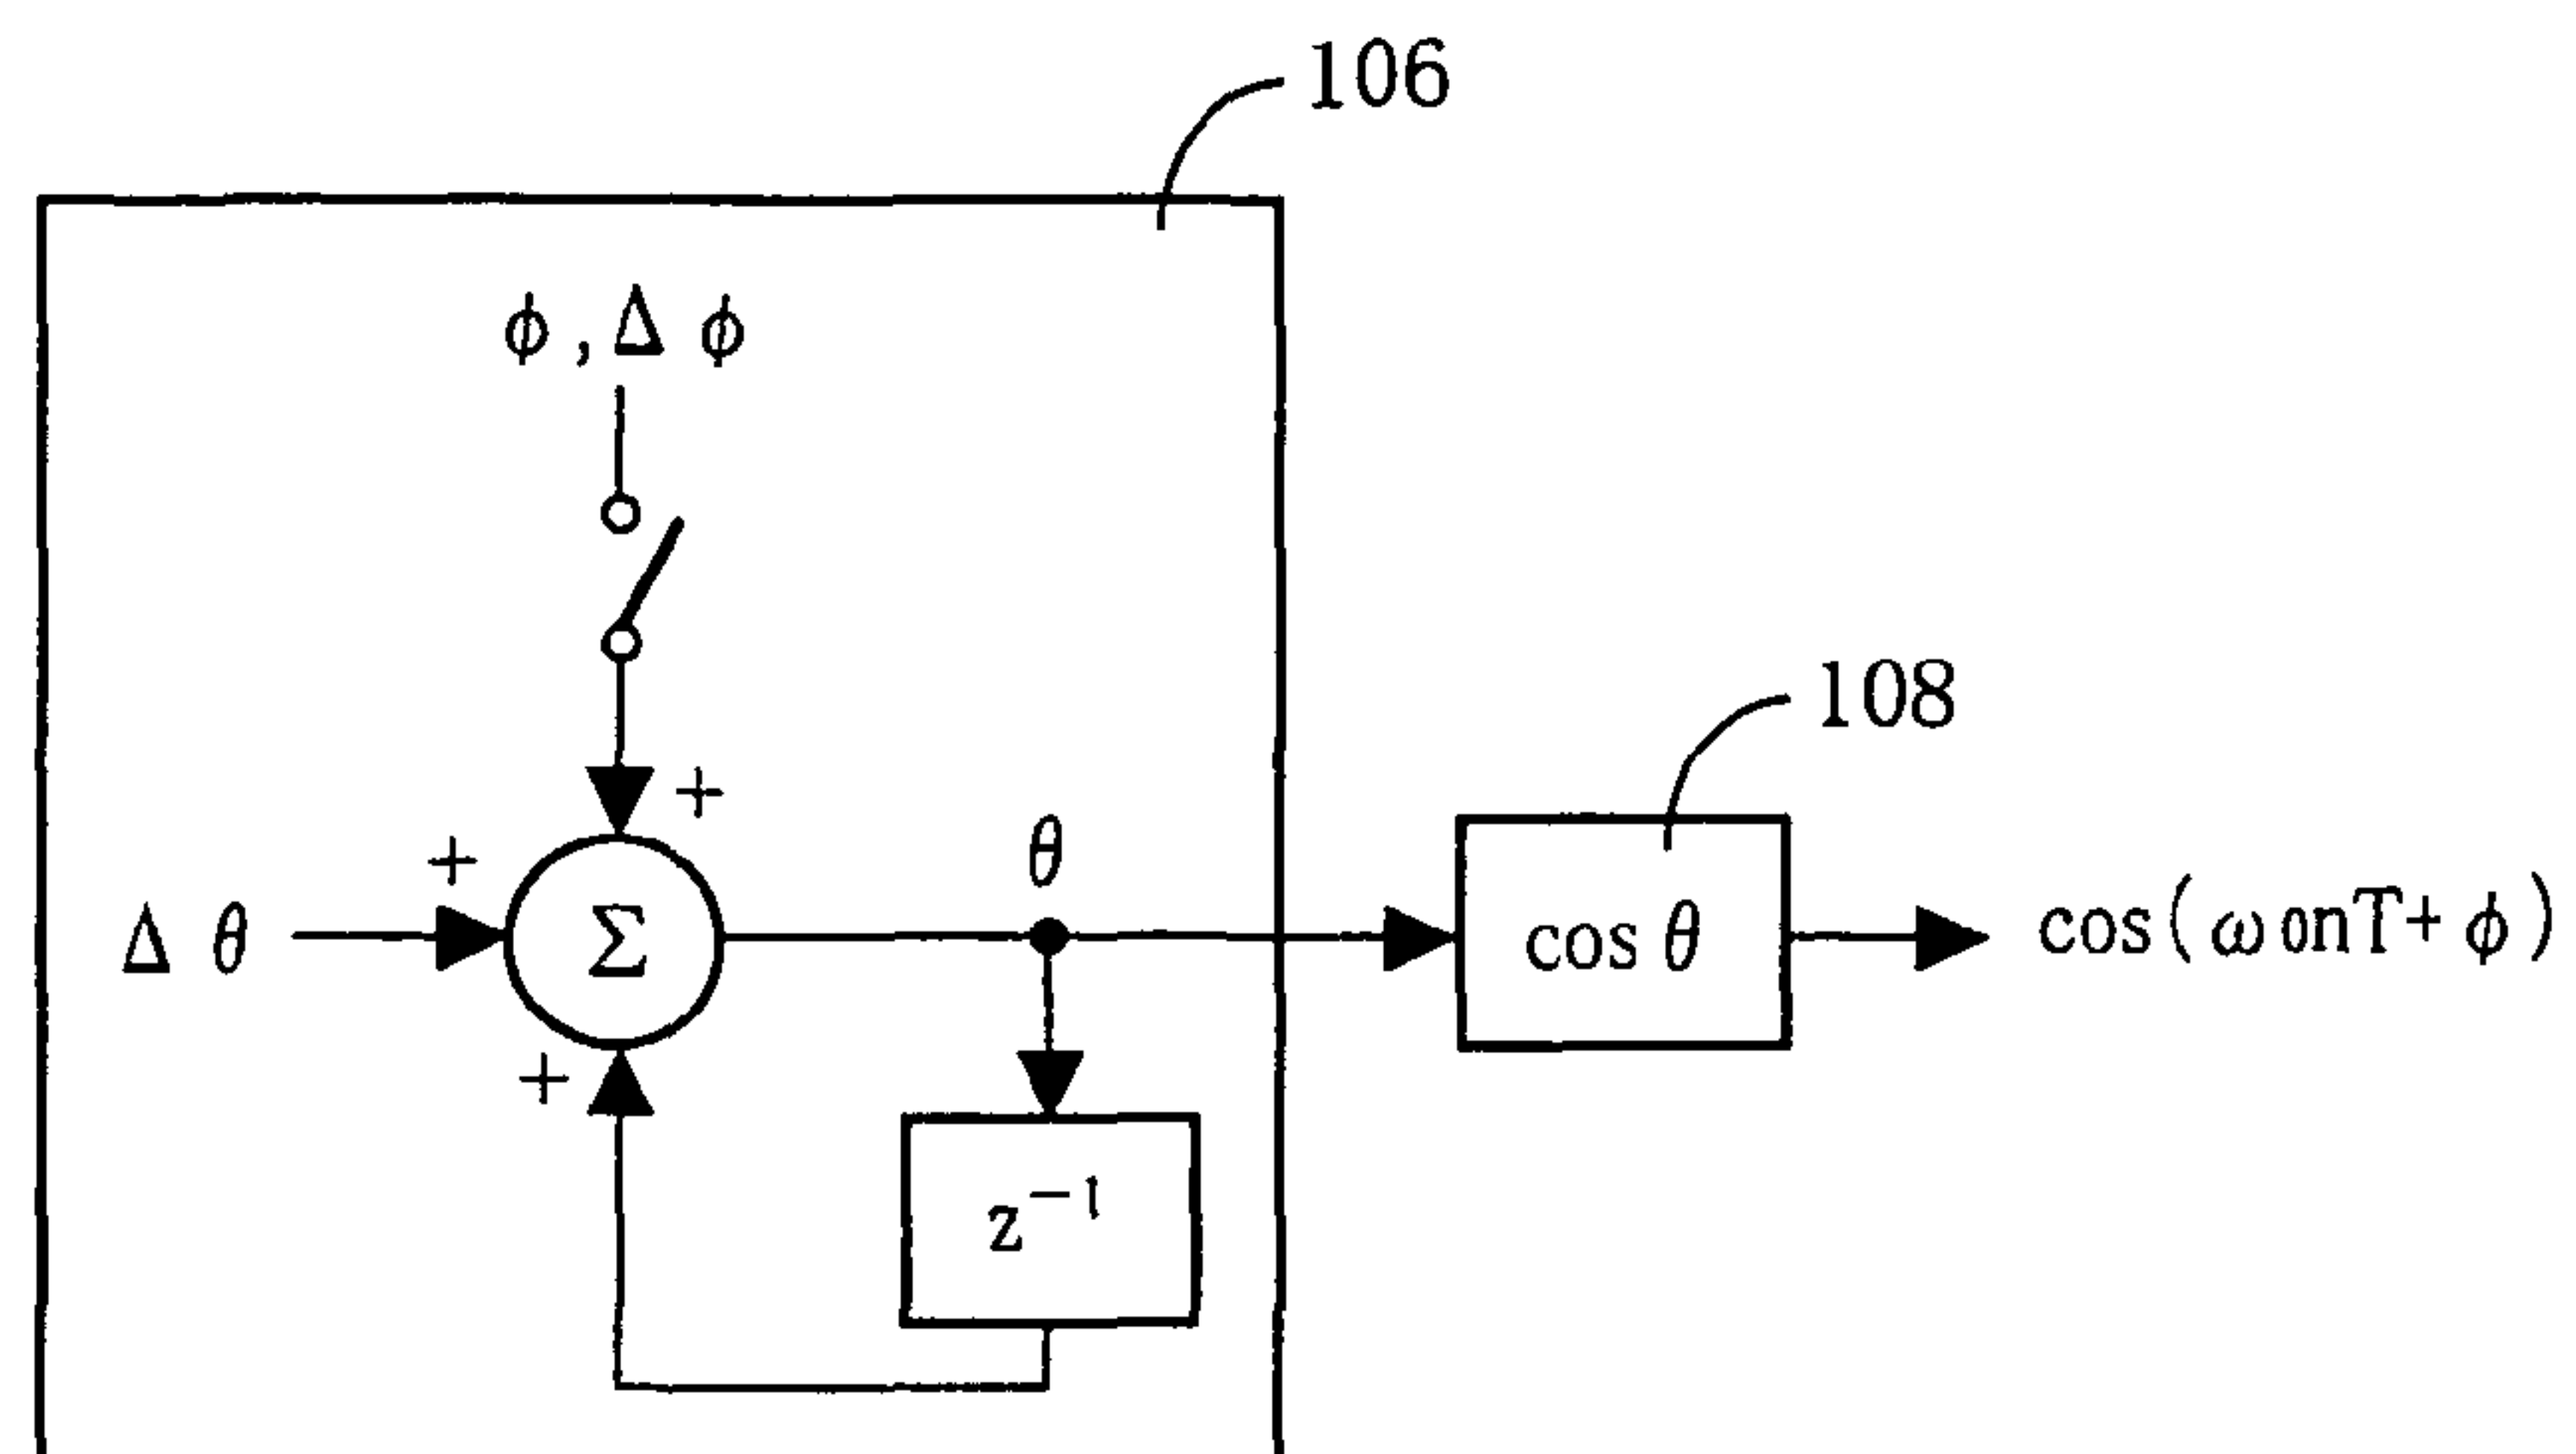 106
ϕ , Δ ϕ
108
+
+
θ
Δ θ
Σ
cos θ
cos( ω 0nT+ ϕ )
+
z⁻¹